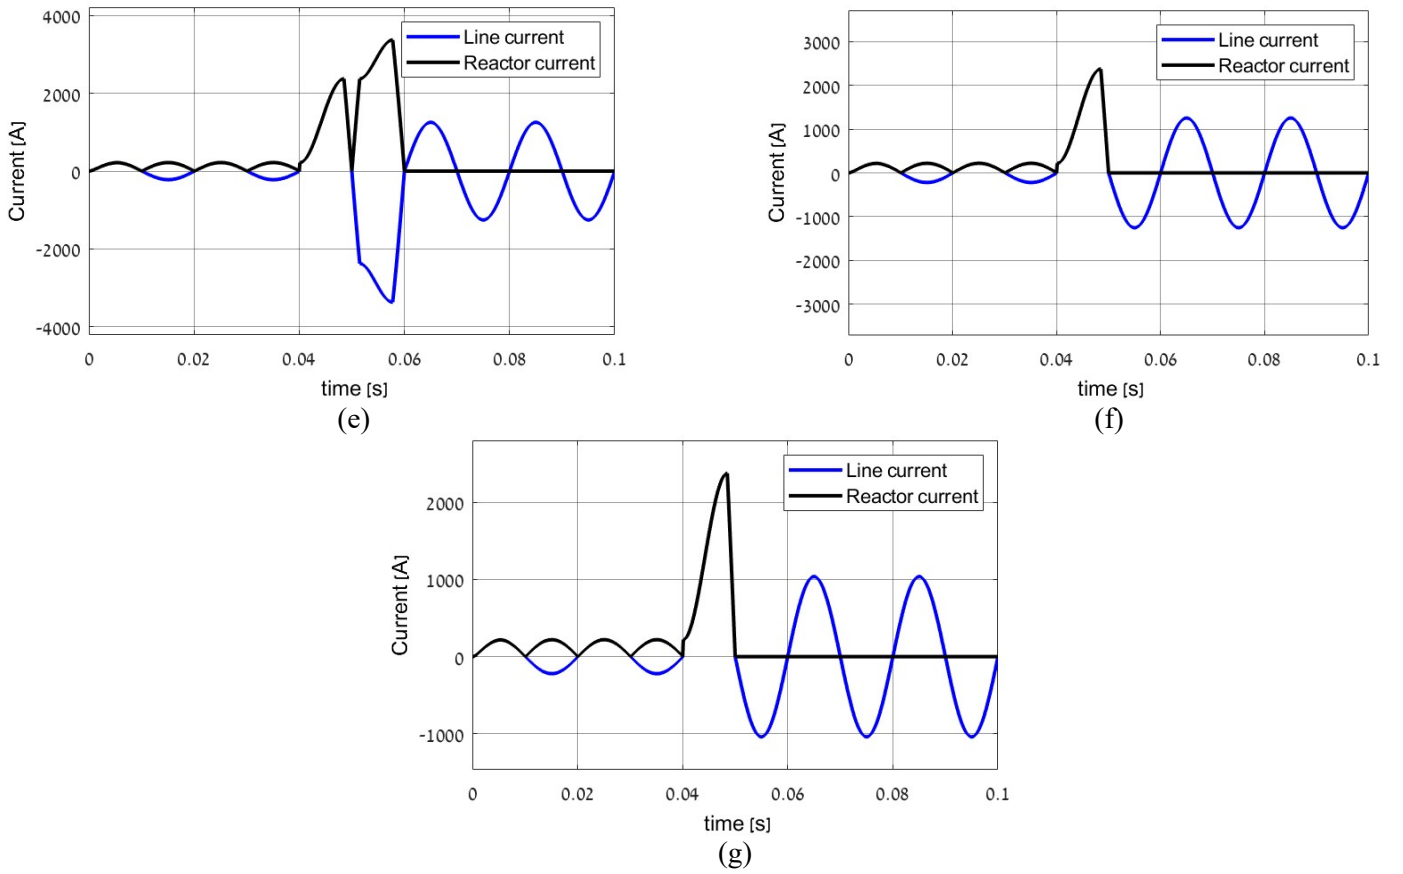 4000
2000
0
-2000
-4000
Current [A]
Line current
Reactor current
0 0.02 0.04 0.06 0.08 0.1
time [s]
(e)
3000
2000
1000
0
-1000
-2000
-3000
Current [A]
Line current
Reactor current
0 0.02 0.04 0.06 0.08 0.1
time [s]
(f)
2000
1000
0
-1000
Current [A]
Line current
Reactor current
0 0.02 0.04 0.06 0.08 0.1
time [s]
(g)